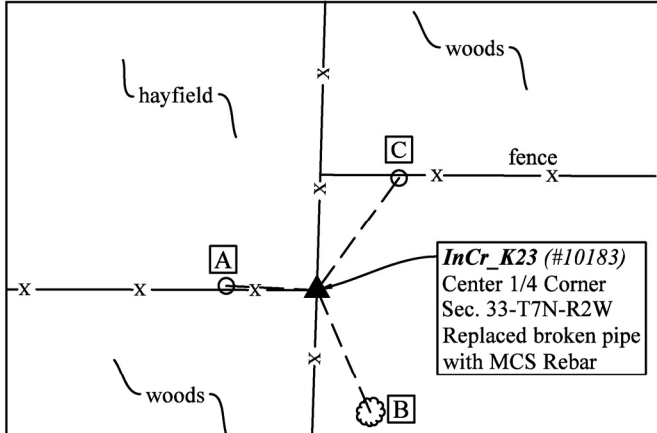 woods
x
hayfield
C
fence
x
x
x
x
A
InCr_K23 (#10183)
Center 1/4 Corner
Sec. 33-T7N-R2W
Replaced broken pipe
with MCS Rebar
x
x
x
x
woods
B